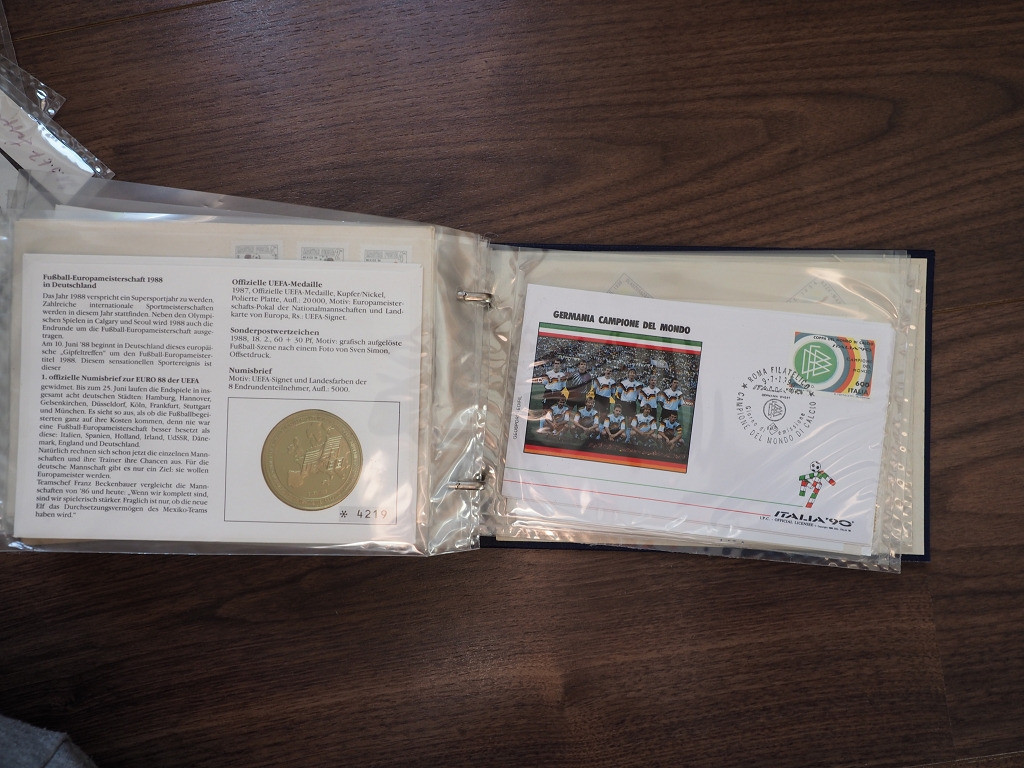 Fußball-Europameisterschaft 1988
in Deutschland
Das Jahr 1988 verspricht ein Supersportjahr zu werden.
Zahlreiche internationale Sportmeisterschaften
werden in diesem Jahr stattfinden. Neben den Olympi-
schen Spielen in Calgary und Seoul wird 1988 auch die
Endrunde um die Fußball-Europameisterschaft ausge-
tragen.
Am 10. Juni '88 beginnt in Deutschland dieses europäi-
sche „Gipfeltreffen" um den Fußball-Europameister-
titel 1988. Diesem sensationellen Sportereignis ist
dieser
1. offizielle Numisbrief zur EURO 88 der UEFA
gewidmet. Bis zum 25. Juni laufen die Endspiele in ins-
gesamt acht deutschen Städten: Hamburg, Hannover,
Gelsenkirchen, Düsseldorf, Köln, Frankfurt, Stuttgart
und München. Es sieht so aus, als ob die Fußballbegei-
sterten ganz auf ihre Kosten kommen, denn nie war
eine Fußball-Europameisterschaft besser besetzt als
diese: Italien, Spanien, Holland, Irland, UdSSR, Däne-
mark, England und Deutschland.
Natürlich rechnen sich schon jetzt die einzelnen Mann-
schaften und ihre Trainer ihre Chancen aus. Für die
deutsche Mannschaft gibt es nur ein Ziel: sie wollen
Europameister werden.
Teamschef Franz Beckenbauer vergleicht die Mann-
schaften von '86 und heute: „Wenn wir komplett sind,
sind wir spielerisch stärker. Fraglich ist nur, ob die neue
Elf das Durchsetzungsvermögen des Mexiko-Teams
haben wird."
Offizielle UEFA-Medaille
1987, Offizielle UEFA-Medaille, Kupfer/Nickel,
Polierte Platte, Aufl.: 20000, Motiv: Europameister-
schafts-Pokal der Nationalmannschaften und Land-
karte von Europa, Rs.: UEFA-Signet.
Sonderpostwertzeichen
1988, 18. 2., 60 + 30 Pf, Motiv: grafisch aufgelöste
Fußball-Szene nach einem Foto von Sven Simon,
Offsetdruck.
Numisbrief
Motiv: UEFA-Signet und Landesfarben der
8 Endrundenteilnehmer, Aufl.: 5000.
* 4219
GERMANIA CAMPIONE DEL MONDO
600
ITALIA
ROMA FILATELICO
CAMPIONE DEL MONDO DI CALCIO
ITALIA '90
OFFICIAL LICENSEE